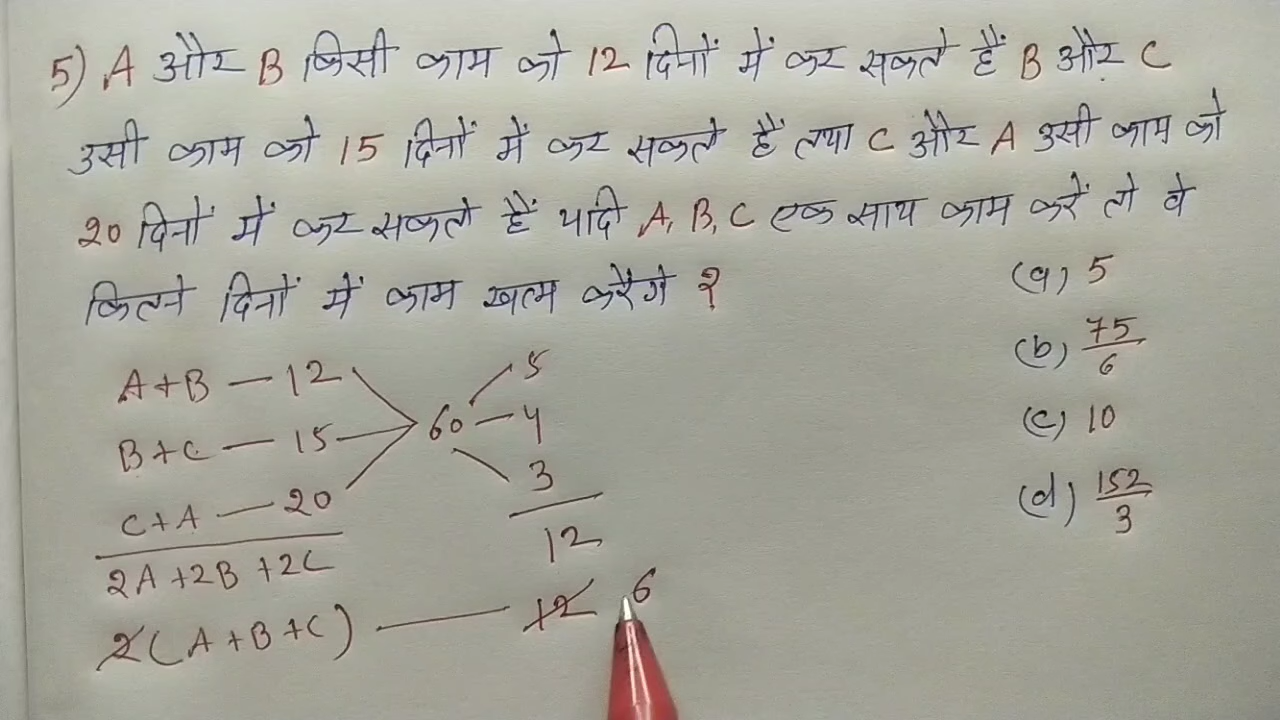 5) A और B किसी काम को 12 दिनों में कर सकते हैं B और C
उसी काम को 15 दिनों में कर सकते हैं तथा C और A उसी काम को
20 दिनों में कर सकते हैं यदि A, B, C एक साथ काम करें तो वे
कितने दिनों में काम खत्म करेंगे ?
(a) 5
(b) 75/6
(c) 10
(d) 152/3
A+B — 12
B+C — 15
C+A — 20
60
5
4
3
12
2A+2B+2C
2(A+B+C) — 12 6